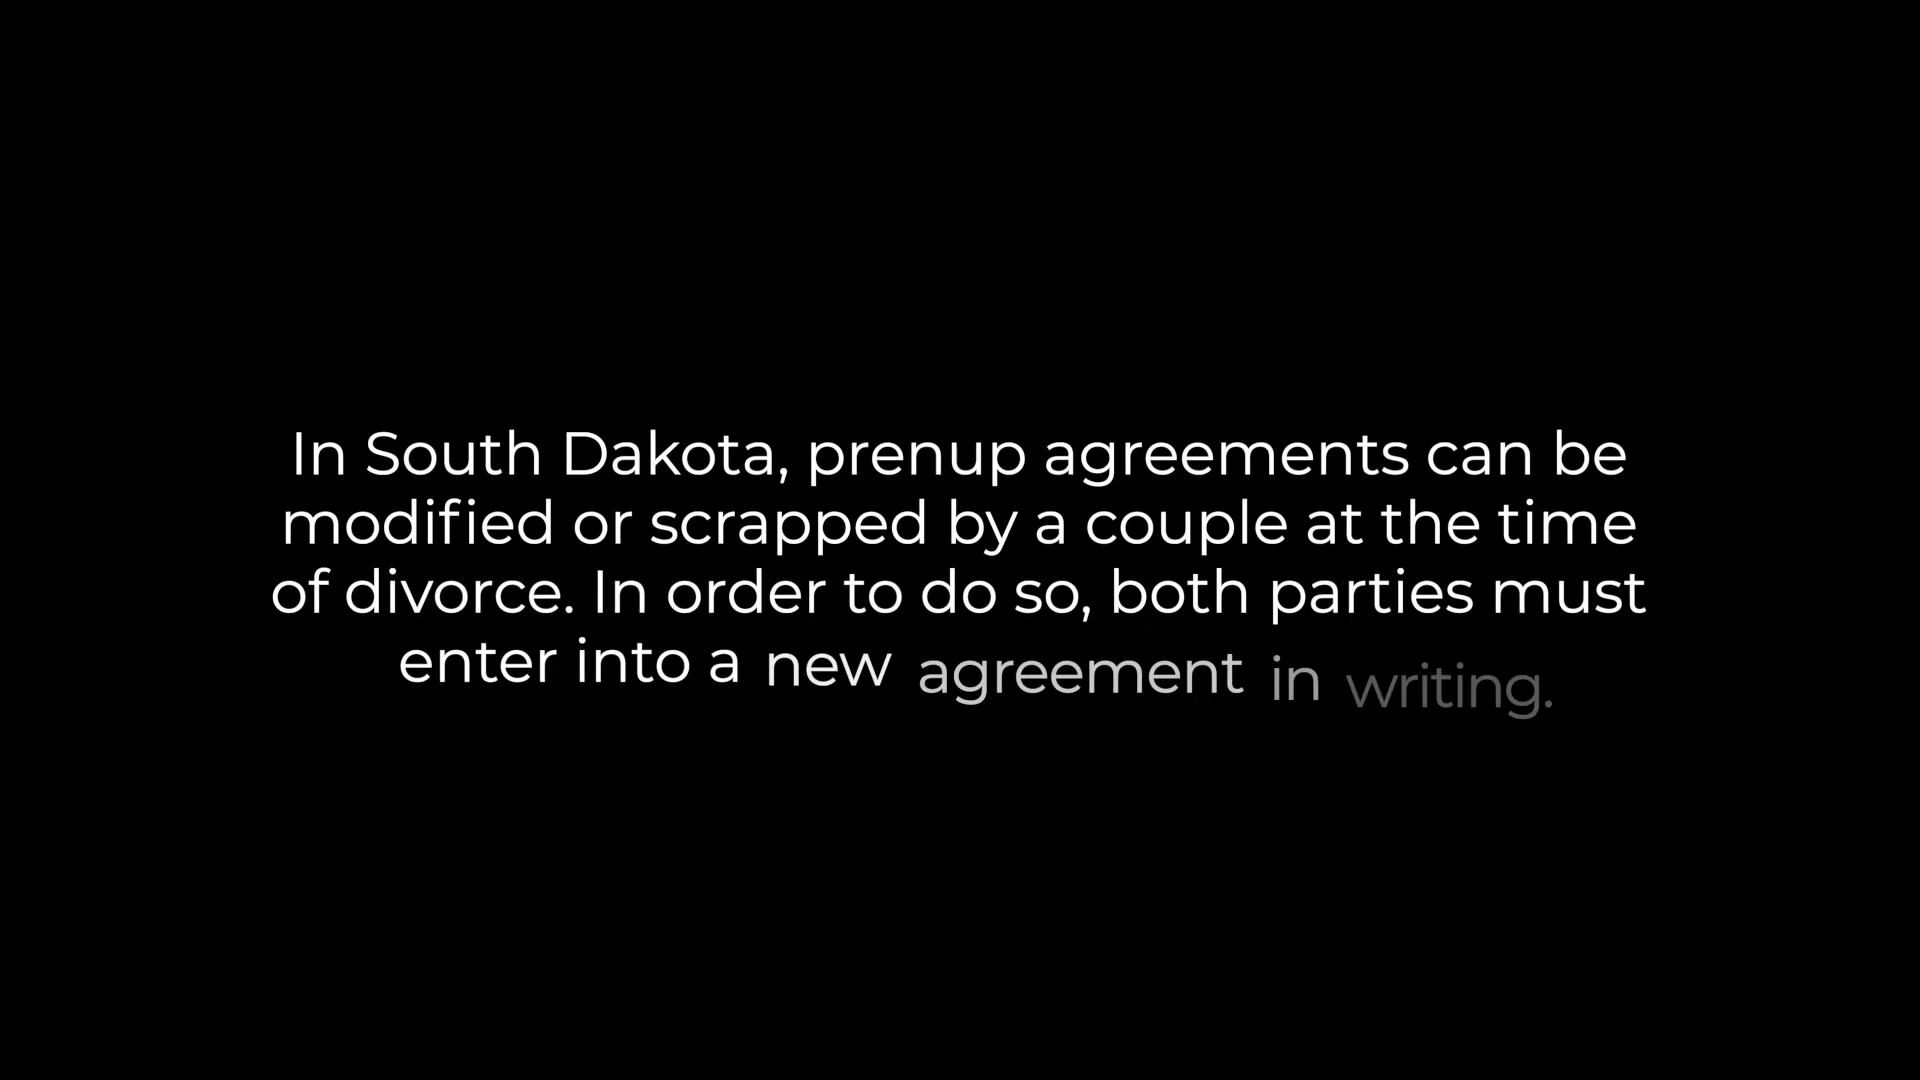 In South Dakota, prenup agreements can be
modified or scrapped by a couple at the time
of divorce. In order to do so, both parties must
enter into a new agreement in writing.